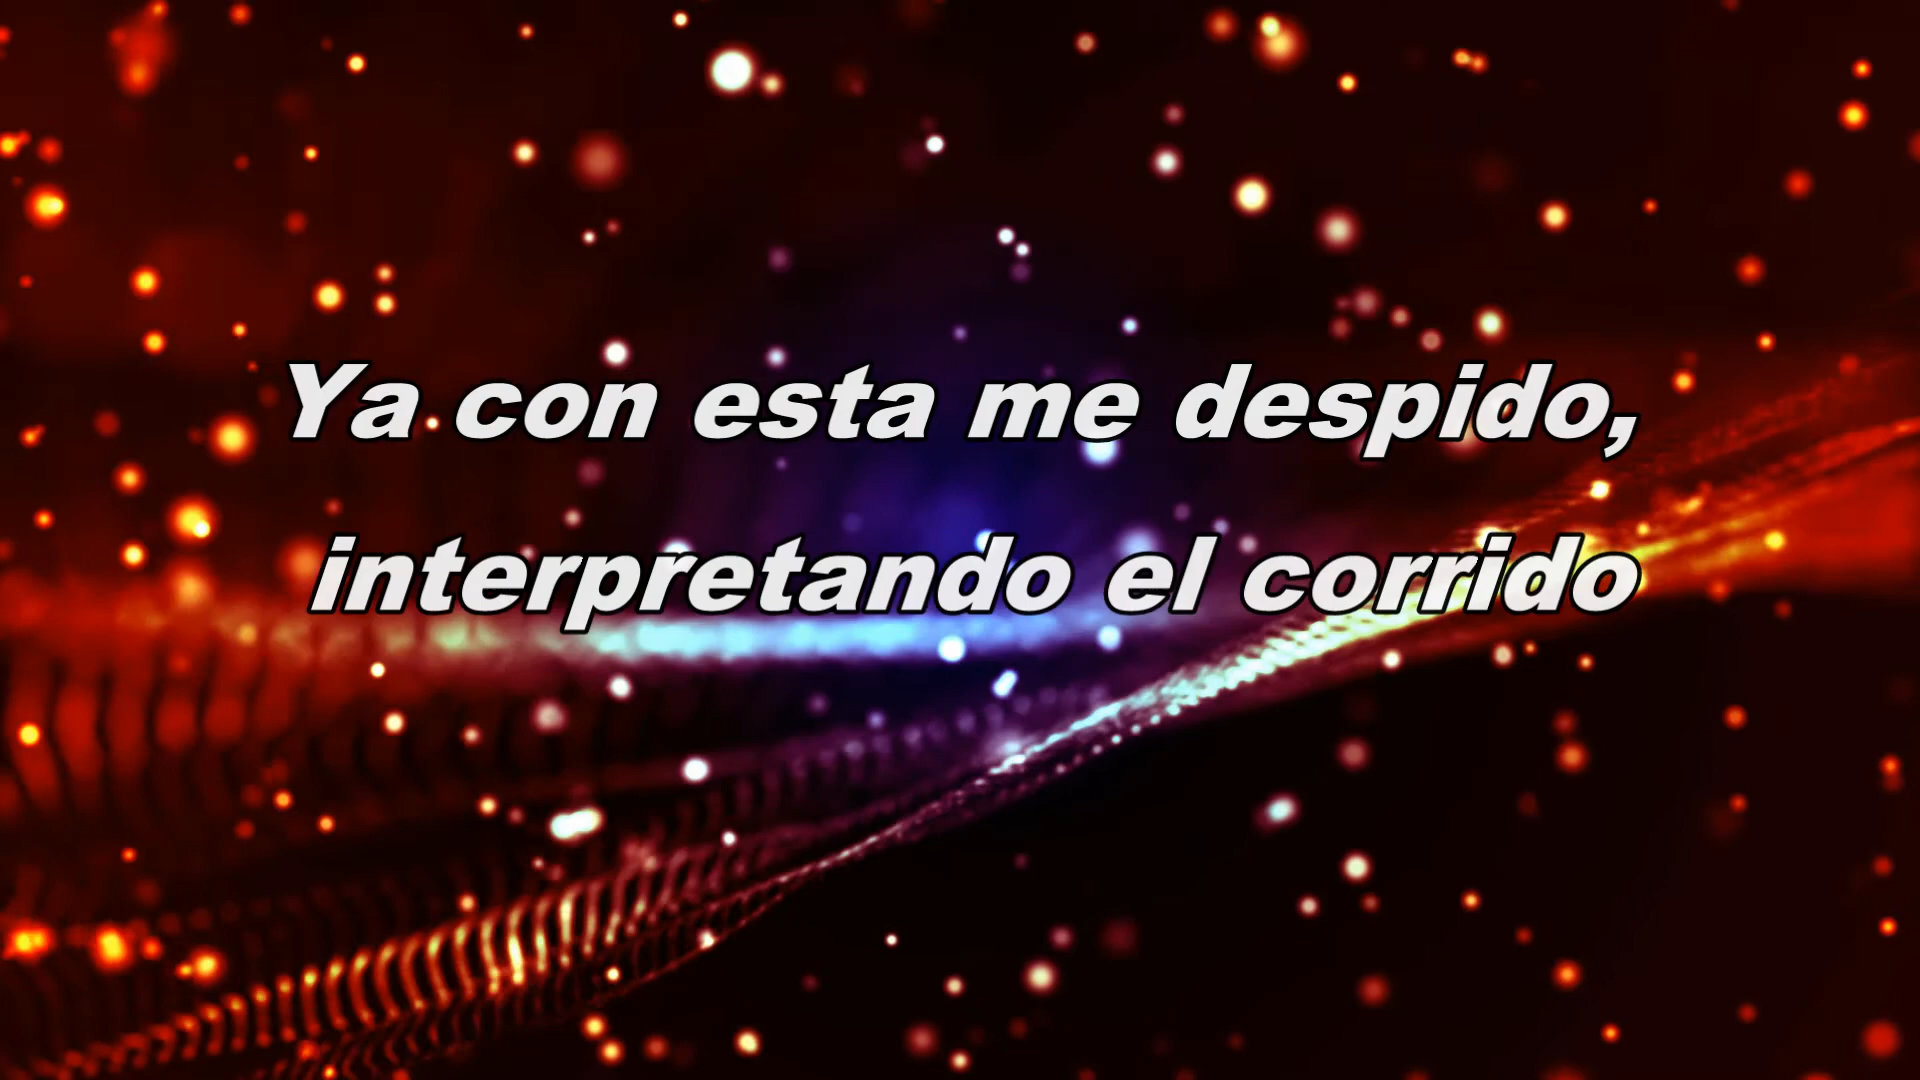 Ya con esta me despido,
interpretando el corrido